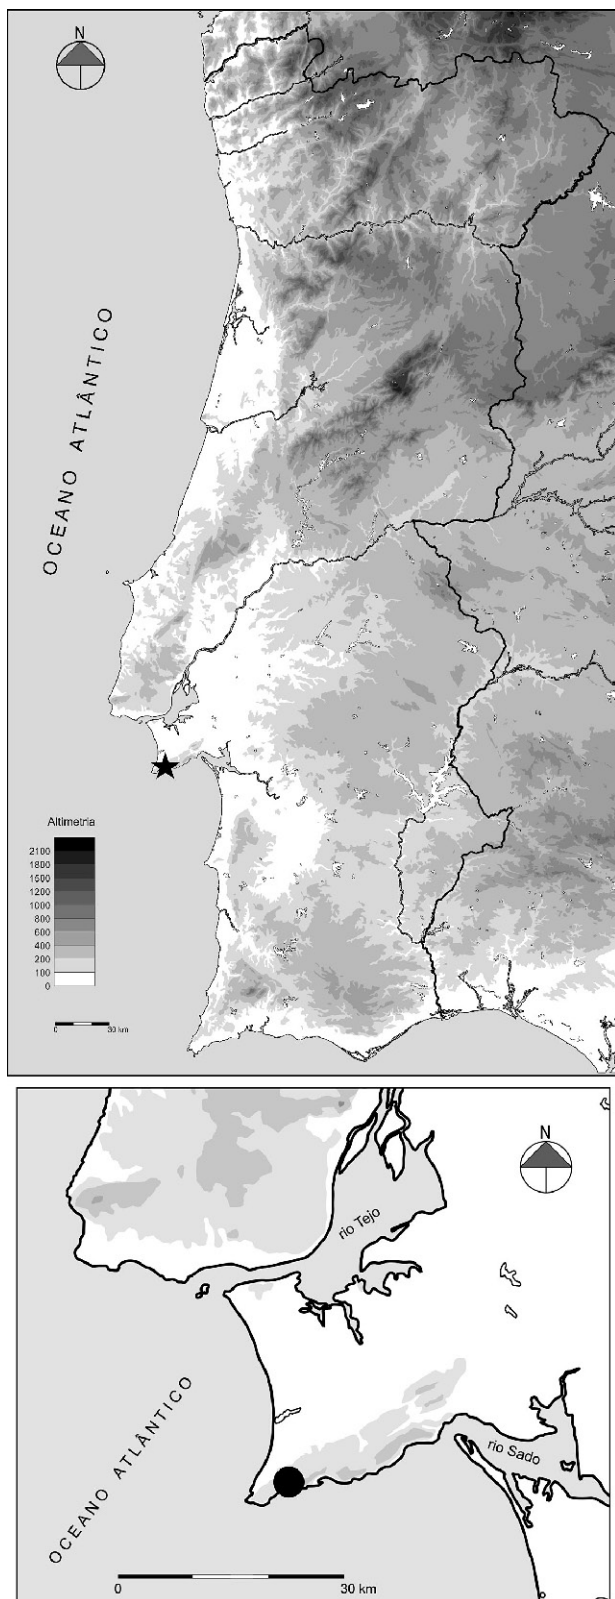 N
OCEANO ATLÂNTICO
Altimetria
2100
1800
1500
1200
1000
800
600
400
200
100
0
0 30 km
N
rio Tejo
OCEANO ATLÂNTICO
rio Sado
0 30 km